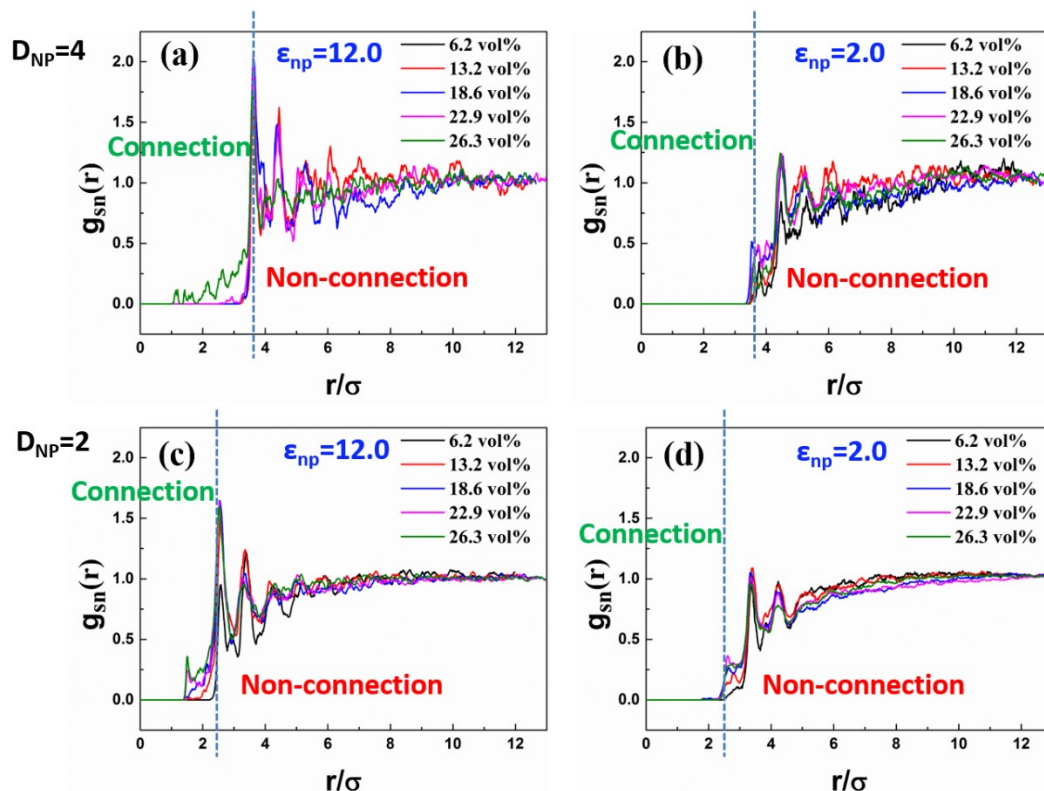 D_NP=4
(a)
ε_np=12.0
6.2 vol%
13.2 vol%
18.6 vol%
22.9 vol%
26.3 vol%
Connection
Non-connection
g_sn(r)
2.0
1.5
1.0
0.5
0.0
0 2 4 6 8 10 12
r/σ
(b)
ε_np=2.0
6.2 vol%
13.2 vol%
18.6 vol%
22.9 vol%
26.3 vol%
Connection
Non-connection
g_sn(r)
2.0
1.5
1.0
0.5
0.0
0 2 4 6 8 10 12
r/σ
D_NP=2
(c)
ε_np=12.0
6.2 vol%
13.2 vol%
18.6 vol%
22.9 vol%
26.3 vol%
Connection
Non-connection
g_sn(r)
2.0
1.5
1.0
0.5
0.0
0 2 4 6 8 10 12
r/σ
(d)
ε_np=2.0
6.2 vol%
13.2 vol%
18.6 vol%
22.9 vol%
26.3 vol%
Connection
Non-connection
g_sn(r)
2.0
1.5
1.0
0.5
0.0
0 2 4 6 8 10 12
r/σ